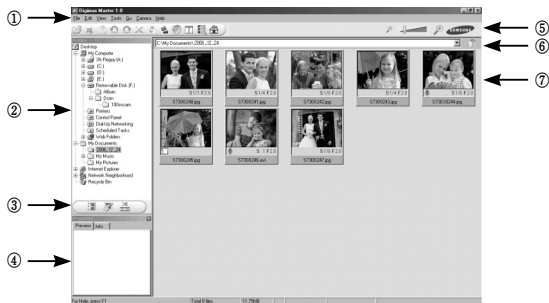 Digimax Master 1.0
File Edit View Tools Go Camera Help
①
⑤
SAMSUNG
C:\My Documents\2006_12_24
⑥
Desktop
My Computer
3½ Floppy (A:)
(C:)
(D:)
(E:)
Removable Disk (F:)
Album
Dcim
100sscam
Printers
Control Panel
Dial-Up Networking
Scheduled Tasks
Web Folders
My Documents
2006_12_24
My Music
My Pictures
Internet Explorer
Network Neighborhood
Recycle Bin
②
⑦
S7300240.jpg
S7300241.jpg
S7300242.jpg
S7300243.jpg
S7300244.jpg
S7300245.jpg
S7300246.avi
S7300247.jpg
③
④
Preview Info
For Help, press F1
Total 8 files
11.75MB